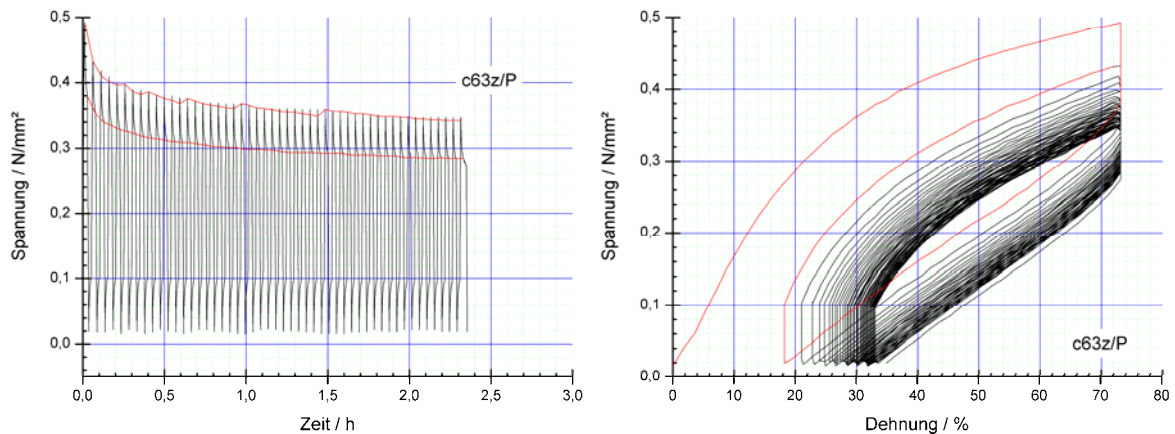 0,5
0,4
0,3
0,2
0,1
0,0
Spannung / N/mm²
c63z/P
0,0 0,5 1,0 1,5 2,0 2,5 3,0
Zeit / h
0,5
0,4
0,3
0,2
0,1
0,0
Spannung / N/mm²
c63z/P
0 10 20 30 40 50 60 70 80
Dehnung / %